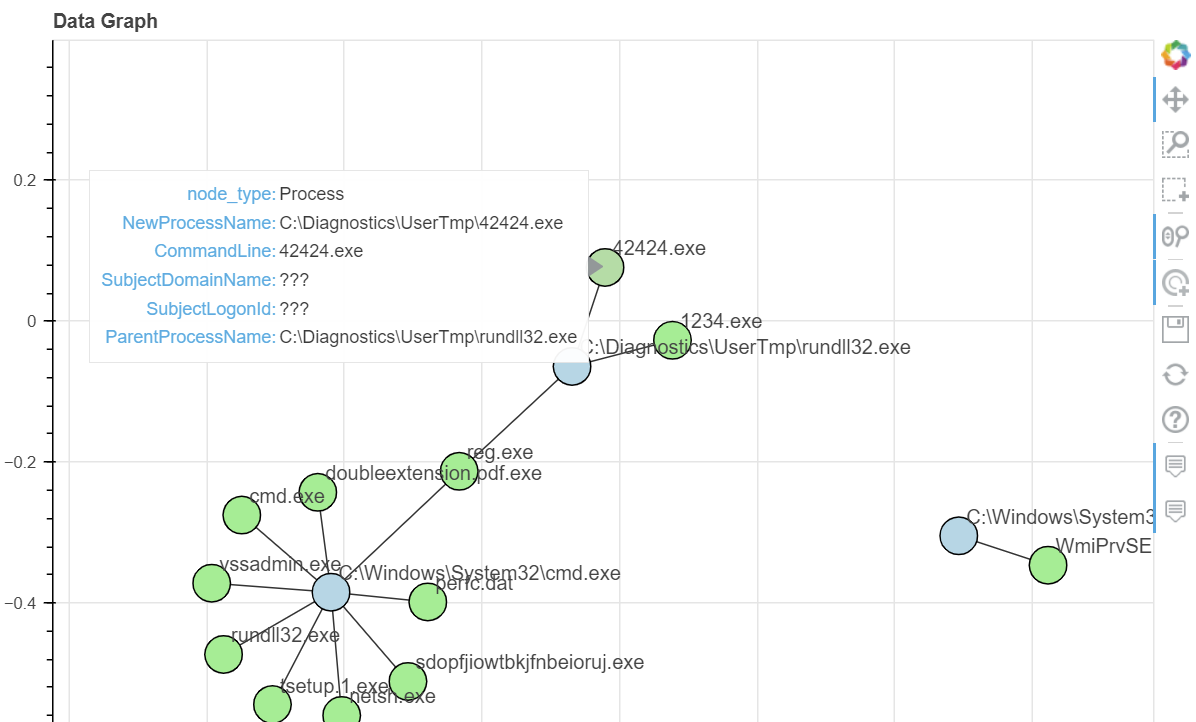 Data Graph
0.2
0
−0.2
−0.4
node_type: Process
NewProcessName: C:\Diagnostics\UserTmp\42424.exe
CommandLine: 42424.exe
SubjectDomainName: ???
SubjectLogonId: ???
ParentProcessName: C:\Diagnostics\UserTmp\rundll32.exe
42424.exe
1234.exe
C:\Diagnostics\UserTmp\rundll32.exe
reg.exe
doubleextension.pdf.exe
cmd.exe
C:\Windows\System3
WmiPrvSE
vssadmin.exe
C:\Windows\System32\cmd.exe
perfc.dat
rundll32.exe
sdopfjiowtbkjfnbeioruj.exe
tsetup.1.exe
netsh.exe